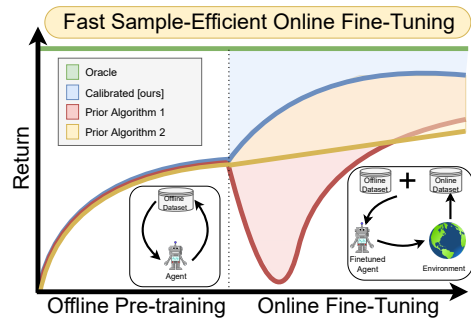 Fast Sample-Efficient Online Fine-Tuning
Oracle
Calibrated [ours]
Prior Algorithm 1
Prior Algorithm 2
Return
Offline
Dataset
Agent
Offline
Dataset
+
Online
Dataset
Finetuned
Agent
Environment
Offline Pre-training
Online Fine-Tuning